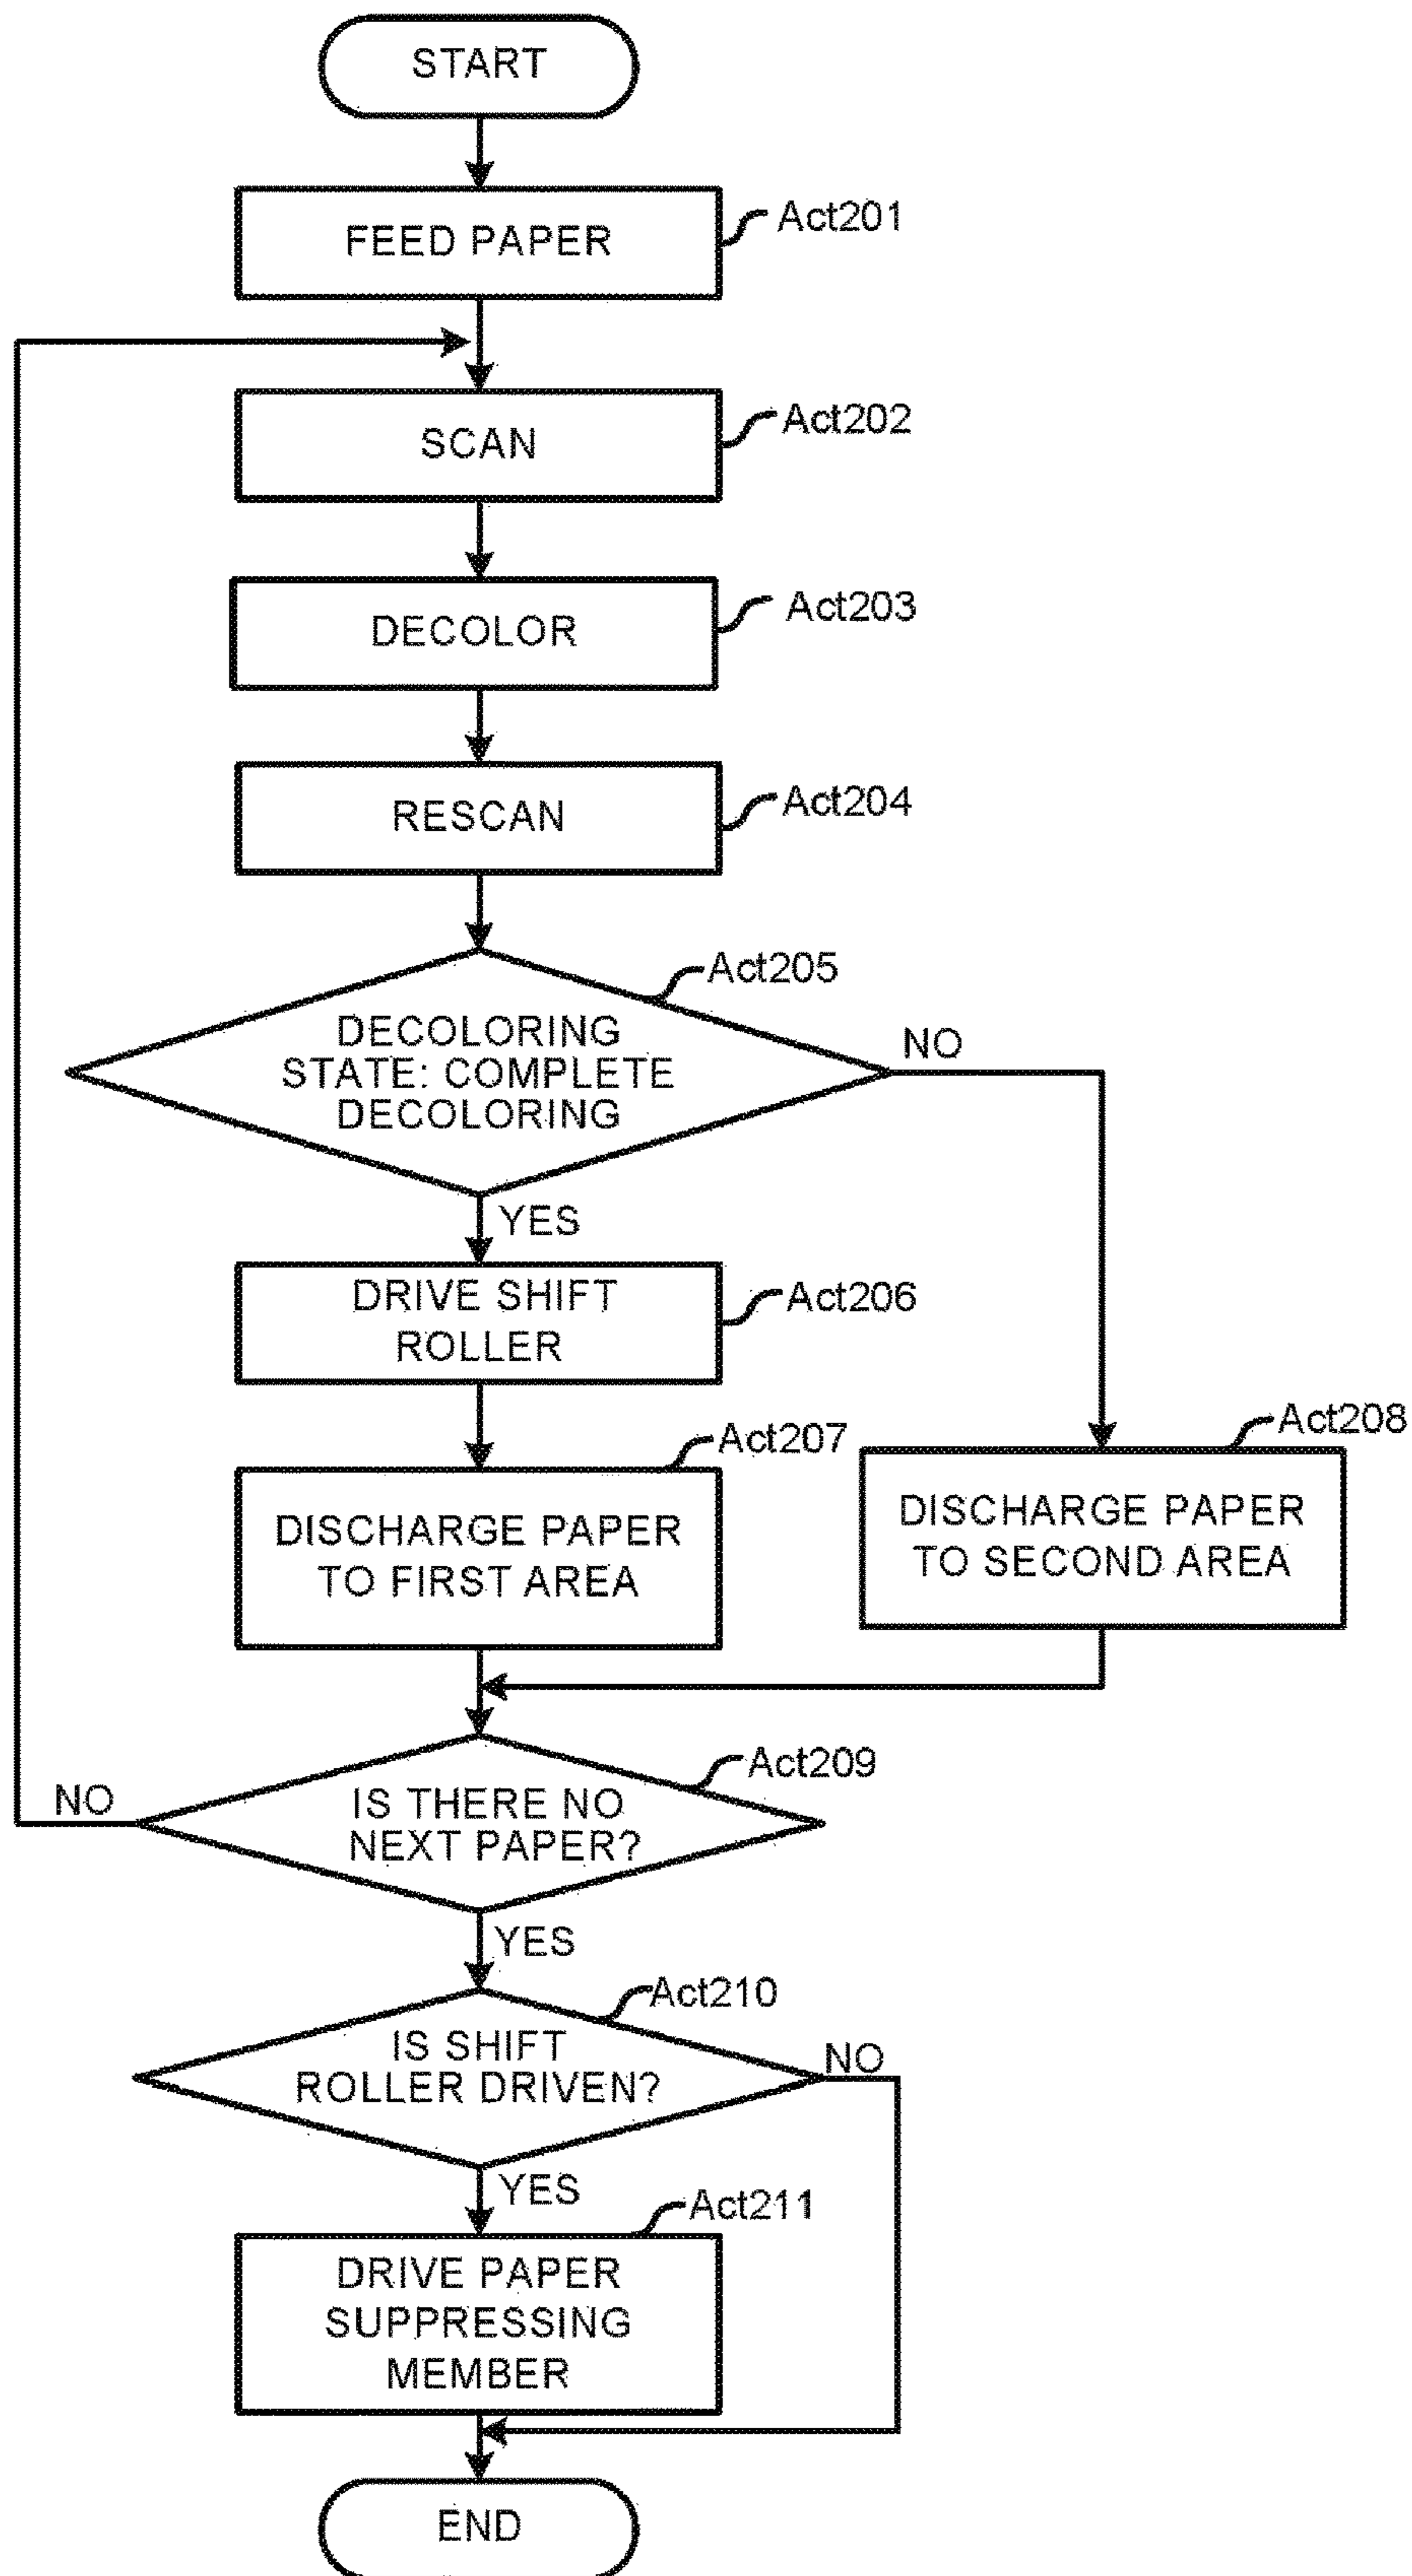 START
FEED PAPER
Act201
SCAN
Act202
DECOLOR
Act203
RESCAN
Act204
Act205
DECOLORING
STATE: COMPLETE
DECOLORING
NO
YES
DRIVE SHIFT
ROLLER
Act206
Act207
DISCHARGE PAPER
TO FIRST AREA
Act208
DISCHARGE PAPER
TO SECOND AREA
Act209
IS THERE NO
NEXT PAPER?
NO
YES
Act210
IS SHIFT
ROLLER DRIVEN?
NO
YES
Act211
DRIVE PAPER
SUPPRESSING
MEMBER
END